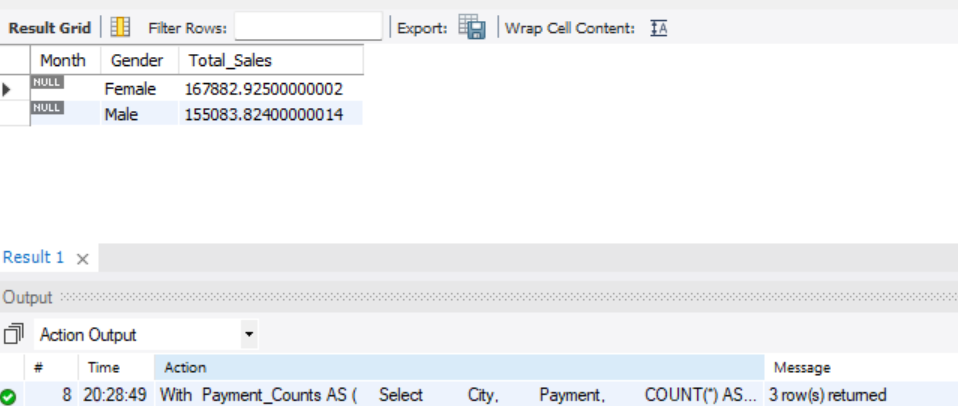 Result Grid Filter Rows: Export: Wrap Cell Content: IA
Month Gender Total_Sales
NULL Female 167882.92500000002
NULL Male 155083.82400000014
Result 1 ×
Output
Action Output
# Time Action Message
8 20:28:49 With Payment_Counts AS ( Select City, Payment, COUNT(*) AS... 3 row(s) returned